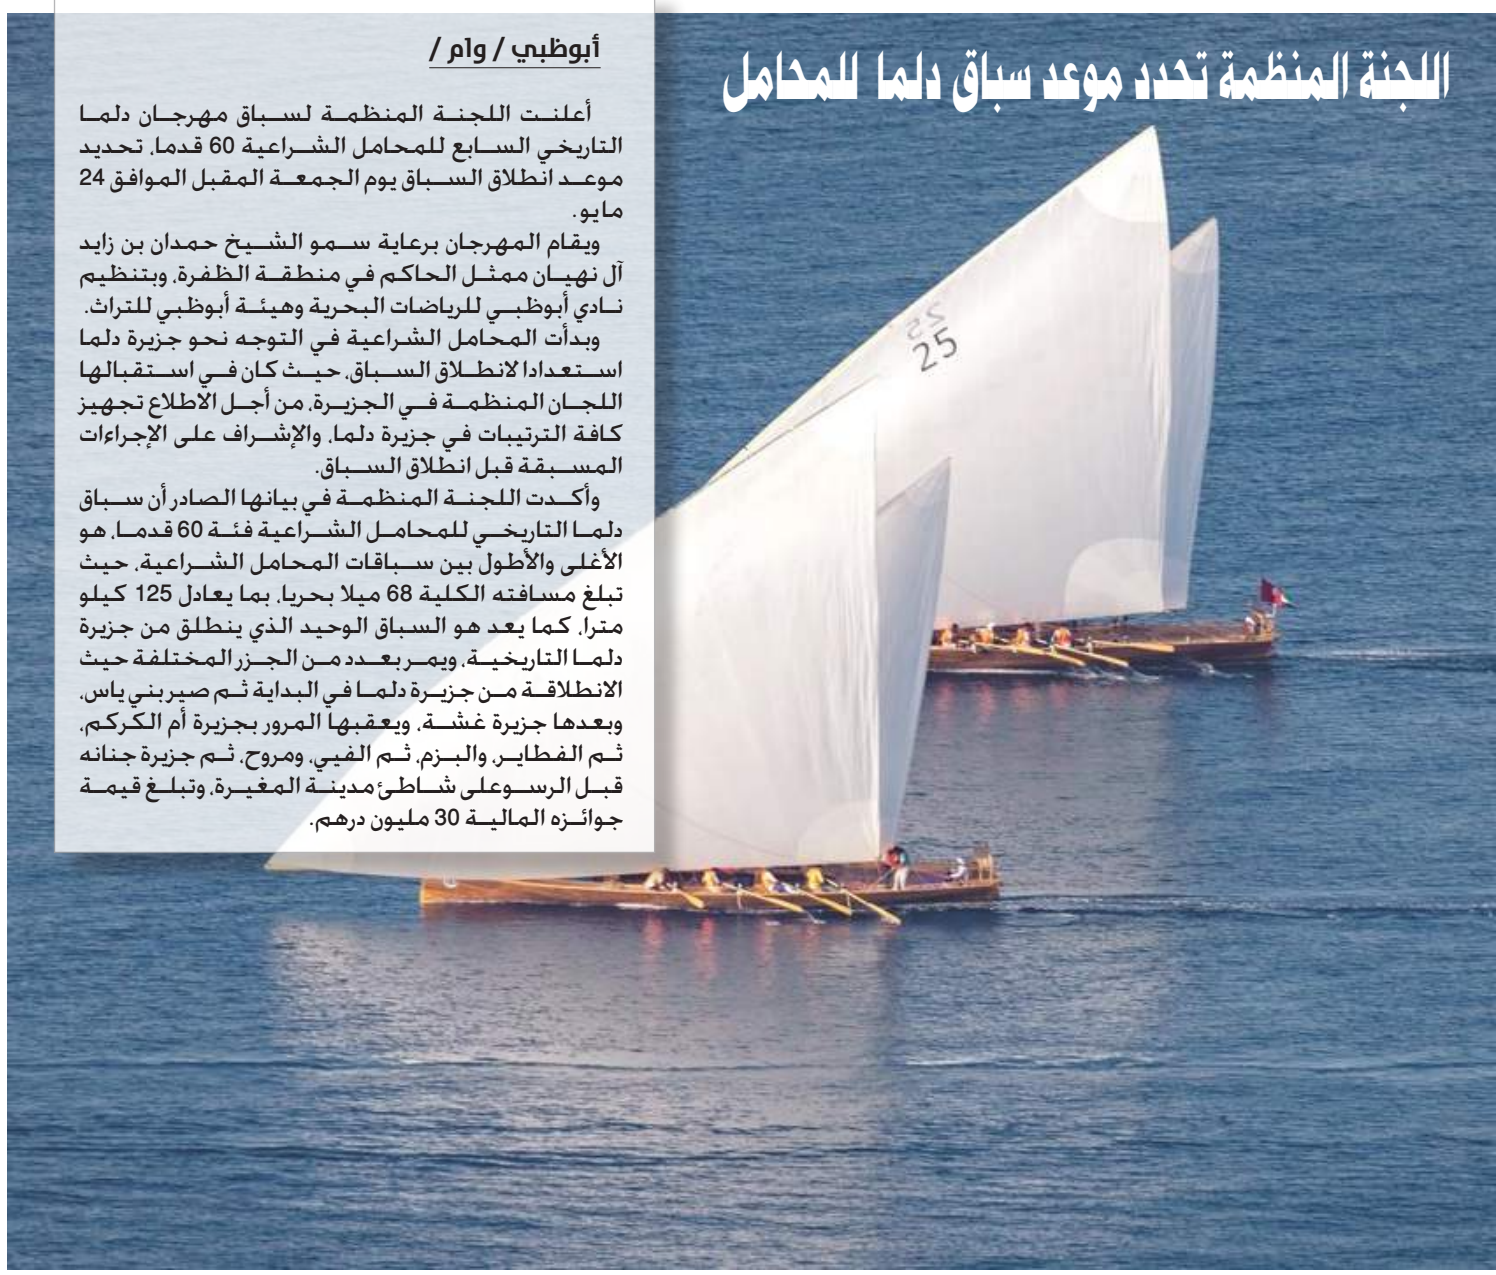 اللجنة المنظمة تحدد موعد سباق دلما للمحامل
أبوظبي / وام /
أعلنت اللجنة المنظمة لسباق مهرجان دلما
التاريخي السابع للمحامل الشراعية 60 قدما، تحديد
موعد انطلاق السباق يوم الجمعة المقبل الموافق 24
مايو.
ويقام المهرجان برعاية سمو الشيخ حمدان بن زايد
آل نهيان ممثل الحاكم في منطقة الظفرة، وبتنظيم
نادي أبوظبي للرياضات البحرية وهيئة أبوظبي للتراث.
وبدأت المحامل الشراعية في التوجه نحو جزيرة دلما
استعدادا لانطلاق السباق، حيث كان في استقبالها
اللجان المنظمة في الجزيرة، من أجل الاطلاع تجهيز
كافة الترتيبات في جزيرة دلما، والإشراف على الإجراءات
المسبقة قبل انطلاق السباق.
وأكدت اللجنة المنظمة في بيانها الصادر أن سباق
دلما التاريخي للمحامل الشراعية فئة 60 قدما، هو
الأغلى والأطول بين سباقات المحامل الشراعية، حيث
تبلغ مسافته الكلية 68 ميلا بحريا، بما يعادل 125 كيلو
مترا، كما يعد هو السباق الوحيد الذي ينطلق من جزيرة
دلما التاريخية، ويمر بعدد من الجزر المختلفة حيث
الانطلاقة من جزيرة دلما في البداية ثم صير بني ياس،
وبعدها جزيرة غشة، ويعقبها المرور بجزيرة أم الكركم،
ثم الفطاير، والبزم، ثم الفيي، ومروح، ثم جزيرة جنانه
قبل الرسو على شاطئ مدينة المغيرة، وتبلغ قيمة
جوائزه المالية 30 مليون درهم.
25
25